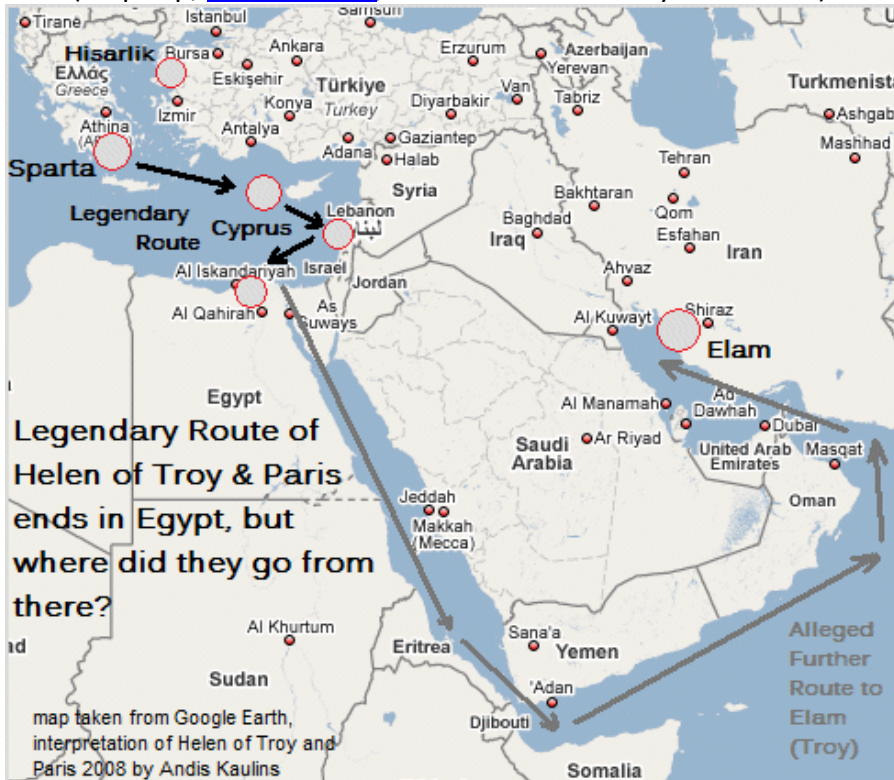 Tiranë
Istanbul
Samsun
Hisarlik
Bursa
Ankara
Erzurum
Azerbaijan
Yerevan
Ελλάς
Greece
Eskişehir
Türkiye
Turkey
Van
Turkmenista
Izmir
Konya
Diyarbakir
Tabriz
Ashgab
Athina
Antalya
Adana
Gaziantep
Halab
Mashhad
Sparta
Tehran
Syria
Bakhtaran
Qom
Legendary
Route
Cyprus
Lebanon
لبنان
Baghdad
Iraq
Esfahan
Iran
Al Iskandariyah
Israel
Jordan
Ahvaz
Al Qahirah
As
Suways
Al Kuwayt
Shiraz
Elam
Egypt
Al Manamah
Ad
Dawhah
Dubai
Legendary Route of
Helen of Troy & Paris
ends in Egypt, but
where did they go from
there?
Saudi
Arabia
Ar Riyad
United Arab
Emirates
Masqat
Oman
Jeddah
Makkah
(Mecca)
Al Khurtum
Eritrea
Sana'a
Yemen
Sudan
'Adan
Djibouti
Somalia
Alleged
Further
Route to
Elam
(Troy)
map taken from Google Earth,
interpretation of Helen of Troy and
Paris 2008 by Andis Kaulins